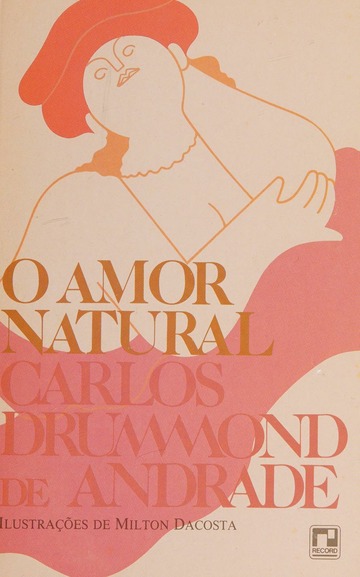 O AMOR
NATURAL
CARLOS
DRUMMOND
DE ANDRADE
ILUSTRAÇÕES DE MILTON DACOSTA
RECORD